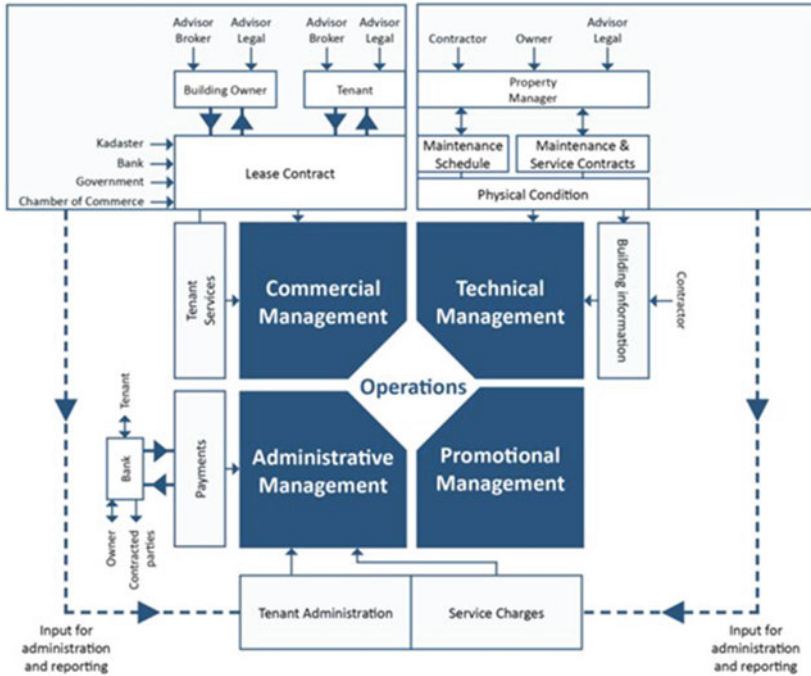 Advisor
Broker
Advisor
Legal
Advisor
Broker
Advisor
Legal
Building Owner
Tenant
Kadaster
Bank
Government
Chamber of Commerce
Lease Contract
Contractor
Owner
Advisor
Legal
Property
Manager
Maintenance
Schedule
Maintenance &
Service Contracts
Physical Condition
Tenant
Services
Commercial
Management
Technical
Management
Building information
Contractor
Operations
Tenant
Bank
Owner
Contracted
parties
Payments
Administrative
Management
Promotional
Management
Tenant Administration
Service Charges
Input for
administration
and reporting
Input for
administration
and reporting